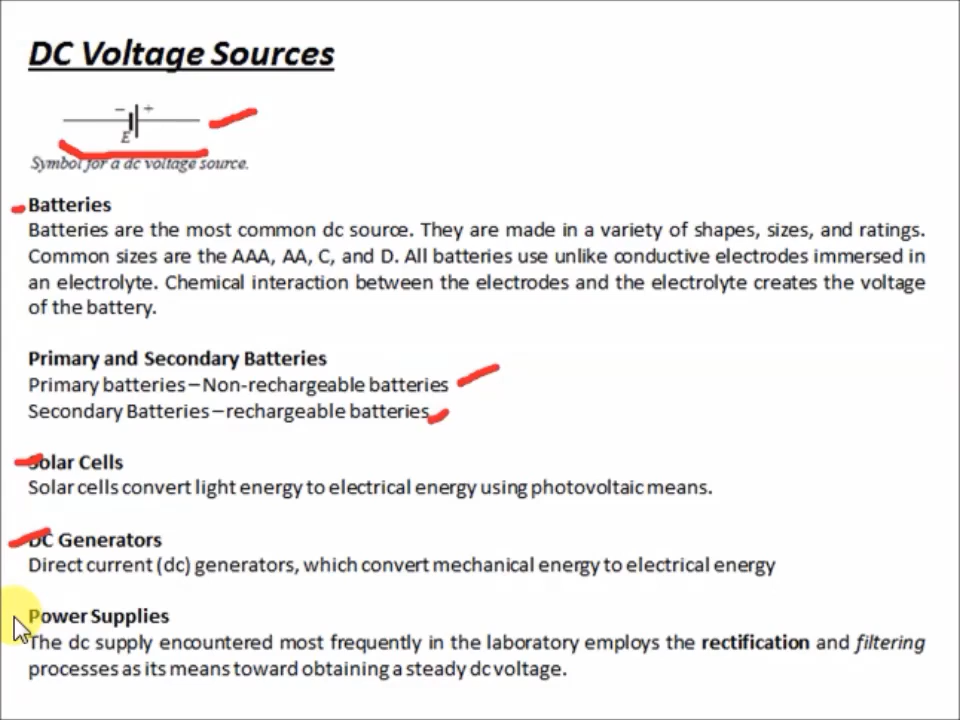 DC Voltage Sources
− +
E
Symbol for a dc voltage source.
Batteries
Batteries are the most common dc source. They are made in a variety of shapes, sizes, and ratings.
Common sizes are the AAA, AA, C, and D. All batteries use unlike conductive electrodes immersed in
an electrolyte. Chemical interaction between the electrodes and the electrolyte creates the voltage
of the battery.
Primary and Secondary Batteries
Primary batteries – Non-rechargeable batteries
Secondary Batteries – rechargeable batteries
Solar Cells
Solar cells convert light energy to electrical energy using photovoltaic means.
DC Generators
Direct current (dc) generators, which convert mechanical energy to electrical energy
Power Supplies
The dc supply encountered most frequently in the laboratory employs the rectification and filtering
processes as its means toward obtaining a steady dc voltage.